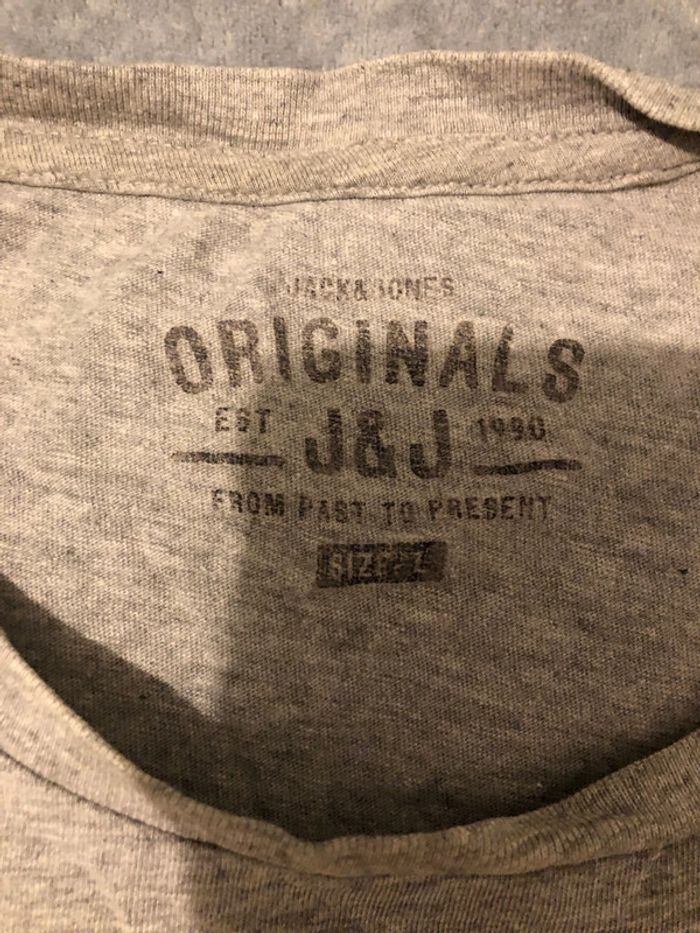 JACK&JONES
ORIGINALS
EST J&J 1990
FROM PAST TO PRESENT
SIZE: L